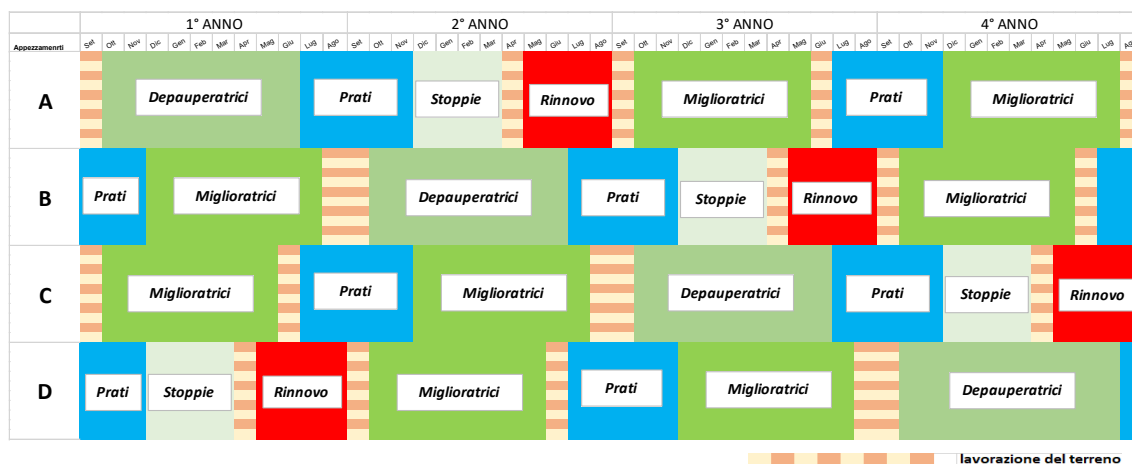 1° ANNO 2° ANNO 3° ANNO 4° ANNO
Appezzamenrti Set Ott Nov Dic Gen Feb Mar Apr Mag Giu Lug Ago Set Ott Nov Dic Gen Feb Mar Apr Mag Giu Lug Ago Set Ott Nov Dic Gen Feb Mar Apr Mag Giu Lug Ago Set Ott Nov Dic Gen Feb Mar Apr Mag Giu Lug
A Depauperatrici Prati Stoppie Rinnovo Miglioratrici Prati Miglioratrici
B Prati Miglioratrici Depauperatrici Prati Stoppie Rinnovo Miglioratrici
C Miglioratrici Prati Miglioratrici Depauperatrici Prati Stoppie Rinnovo
D Prati Stoppie Rinnovo Miglioratrici Prati Miglioratrici Depauperatrici
lavorazione del terreno